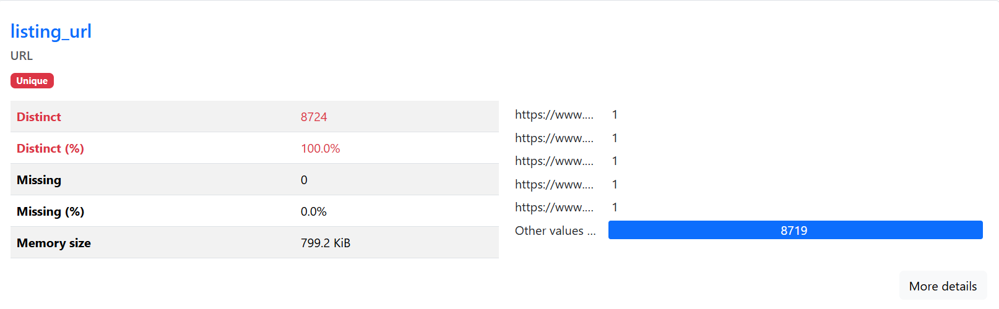 listing_url
URL
Unique
Distinct 8724
Distinct (%) 100.0%
Missing 0
Missing (%) 0.0%
Memory size 799.2 KiB
https://www.... 1
https://www.... 1
https://www.... 1
https://www.... 1
https://www.... 1
Other values ... 8719
More details